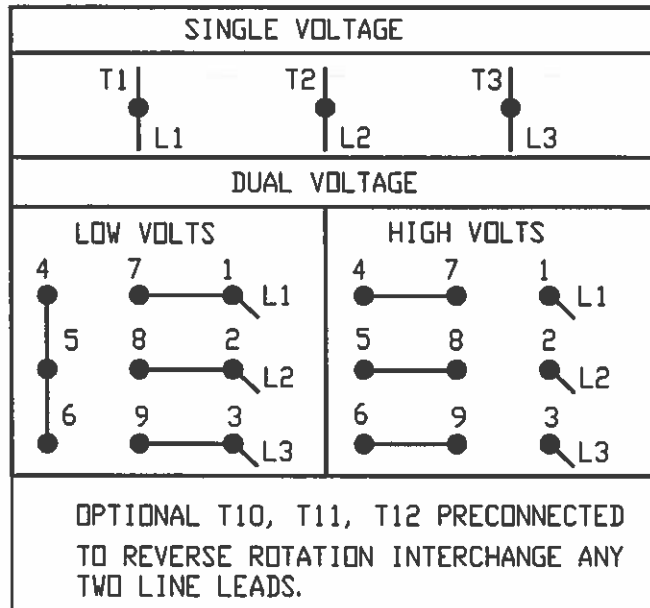 SINGLE VOLTAGE
T1 T2 T3
L1 L2 L3
DUAL VOLTAGE
LOW VOLTS HIGH VOLTS
4 7 1 4 7 1
L1 L1
5 8 2 5 8 2
L2 L2
6 9 3 6 9 3
L3 L3
OPTIONAL T10, T11, T12 PRECONNECTED
TO REVERSE ROTATION INTERCHANGE ANY
TWO LINE LEADS.